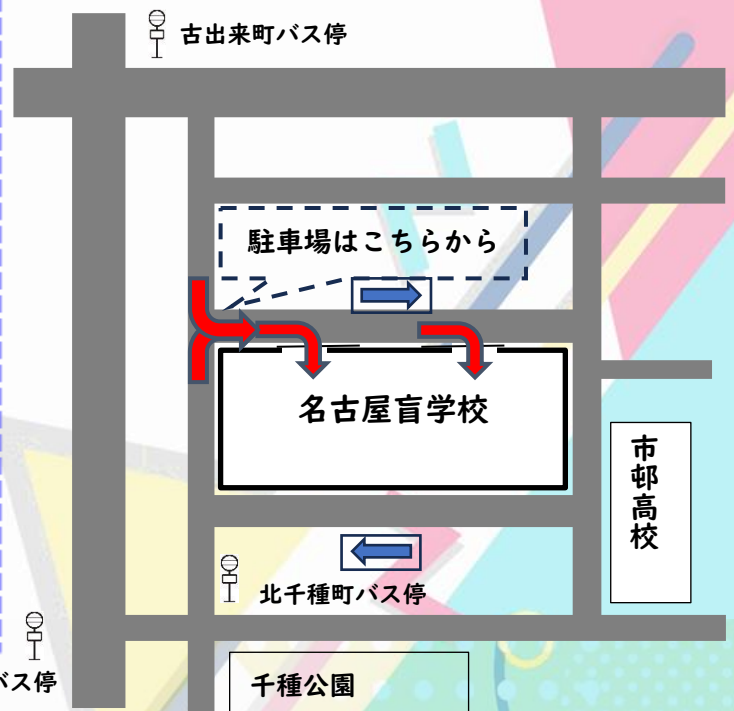 古出来町バス停
駐車場はこちらから
名古屋盲学校
市邨高校
北千種町バス停
バス停
千種公園